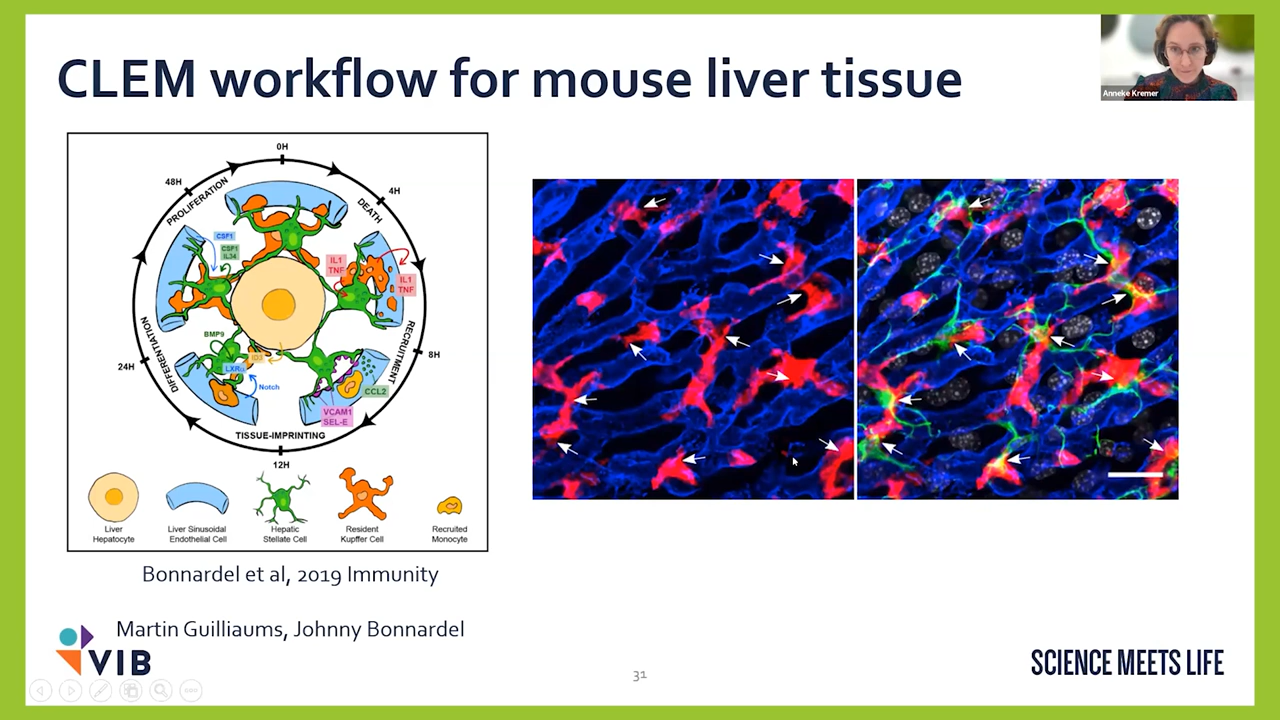 CLEM workflow for mouse liver tissue
Anneke Kremer
0H
4H
8H
12H
24H
48H
PROLIFERATION
DEATH
RECRUITMENT
TISSUE-IMPRINTING
DIFFERENTIATION
CSF1
CSF1
IL34
IL1
TNF
IL1
TNF
BMP9
ID3
Notch
CCL2
VCAM1
SEL-E
Liver
Hepatocyte
Liver Sinusoidal
Endothelial Cell
Hepatic
Stellate Cell
Resident
Kupffer Cell
Recruited
Monocyte
Bonnardel et al, 2019 Immunity
Martin Guilliaums, Johnny Bonnardel
VIB
31
SCIENCE MEETS LIFE